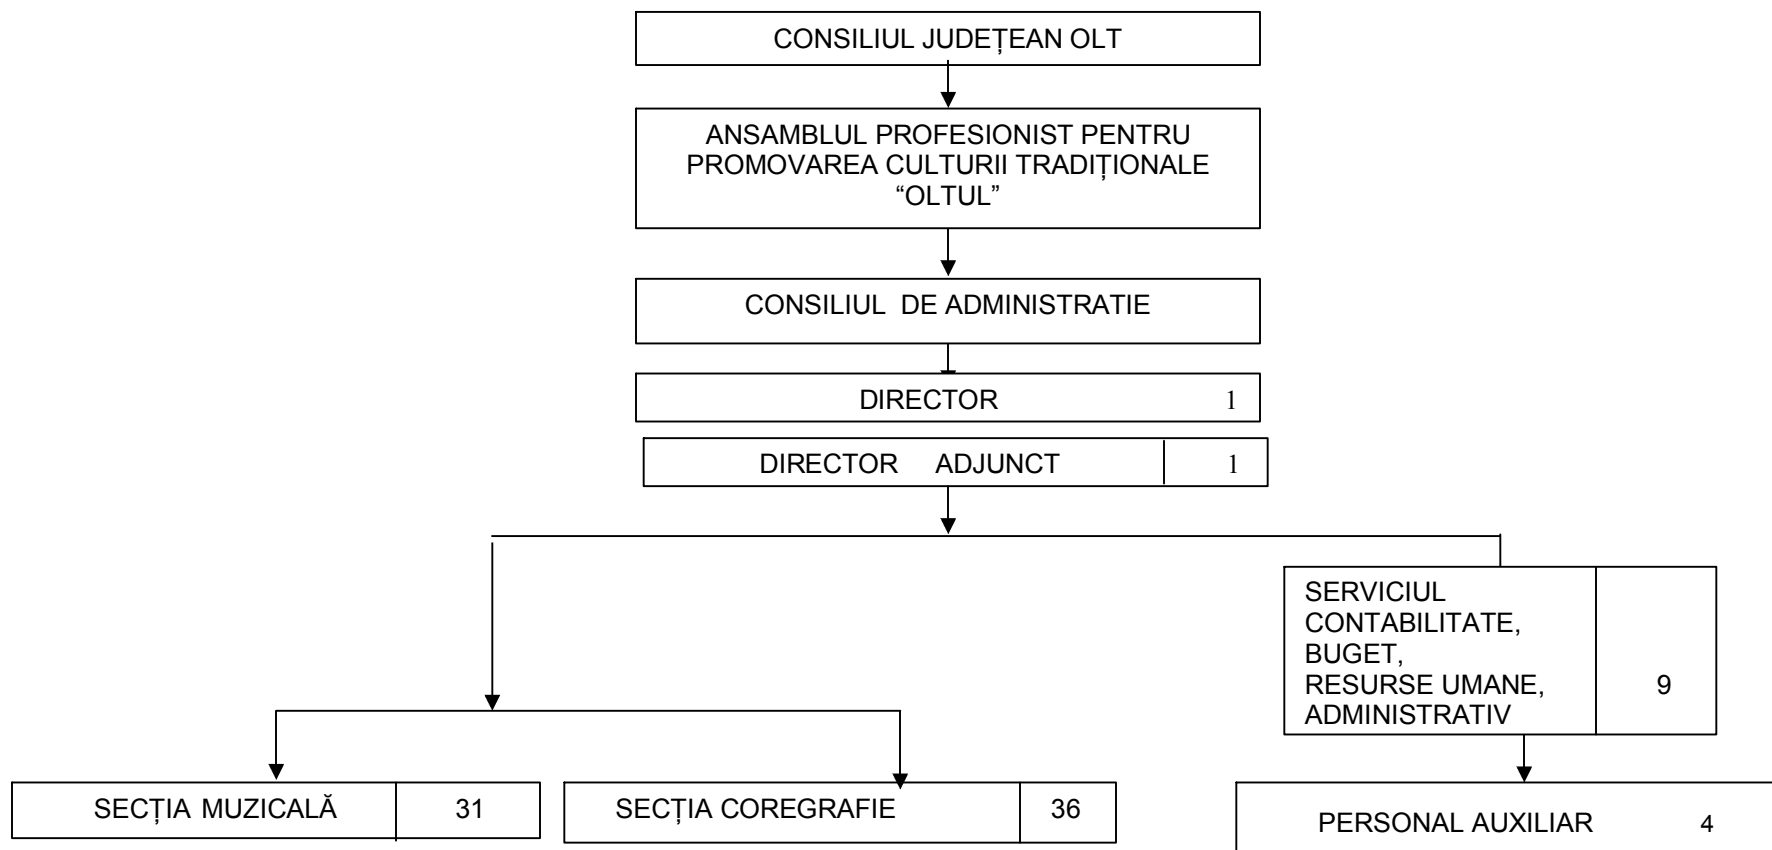 CONSILIUL JUDEȚEAN OLT
ANSAMBLUL PROFESIONIST PENTRU
PROMOVAREA CULTURII TRADIȚIONALE
“OLTUL”
CONSILIUL DE ADMINISTRATIE
DIRECTOR 1
DIRECTOR ADJUNCT 1
SERVICIUL
CONTABILITATE,
BUGET,
RESURSE UMANE, 9
ADMINISTRATIV
SECȚIA MUZICALĂ 31
SECȚIA COREGRAFIE 36
PERSONAL AUXILIAR 4